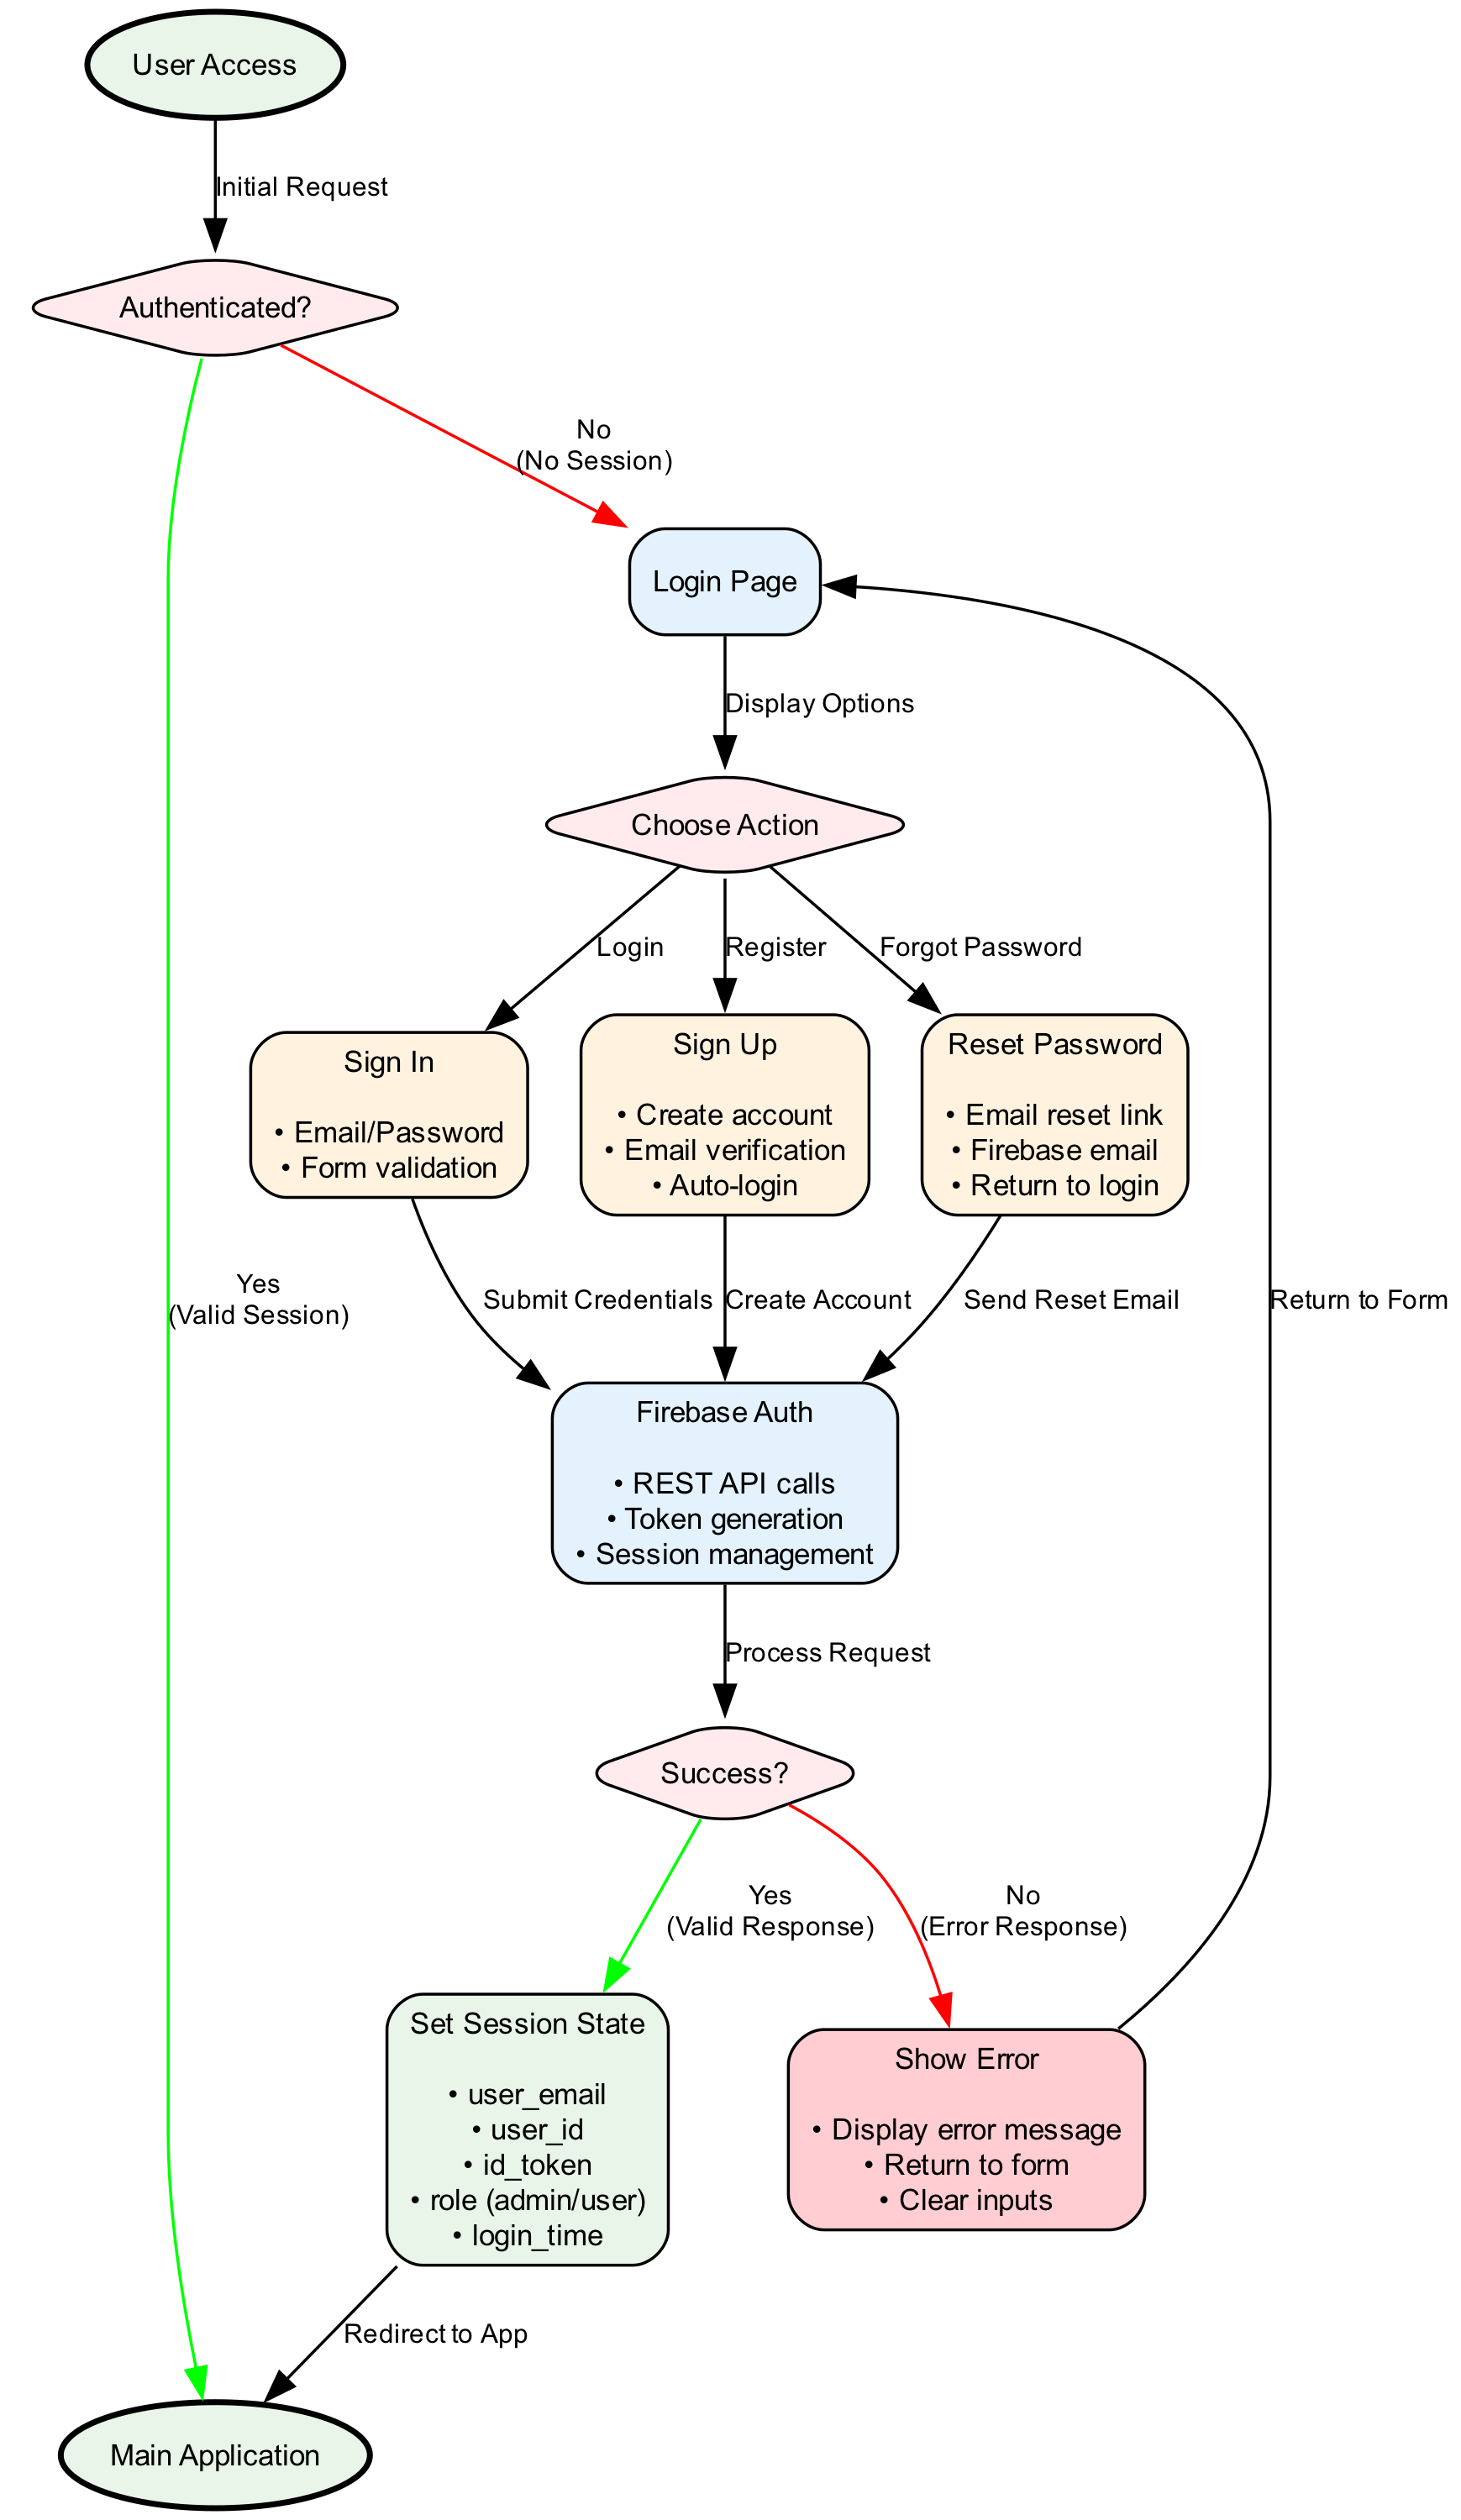 User Access
Initial Request
Authenticated?
No
(No Session)
Login Page
Display Options
Choose Action
Login
Register
Forgot Password
Sign In
• Email/Password
• Form validation
Sign Up
• Create account
• Email verification
• Auto-login
Reset Password
• Email reset link
• Firebase email
• Return to login
Yes
(Valid Session)
Submit Credentials
Create Account
Send Reset Email
Return to Form
Firebase Auth
• REST API calls
• Token generation
• Session management
Process Request
Success?
Yes
(Valid Response)
No
(Error Response)
Set Session State
• user_email
• user_id
• id_token
• role (admin/user)
• login_time
Show Error
• Display error message
• Return to form
• Clear inputs
Redirect to App
Main Application